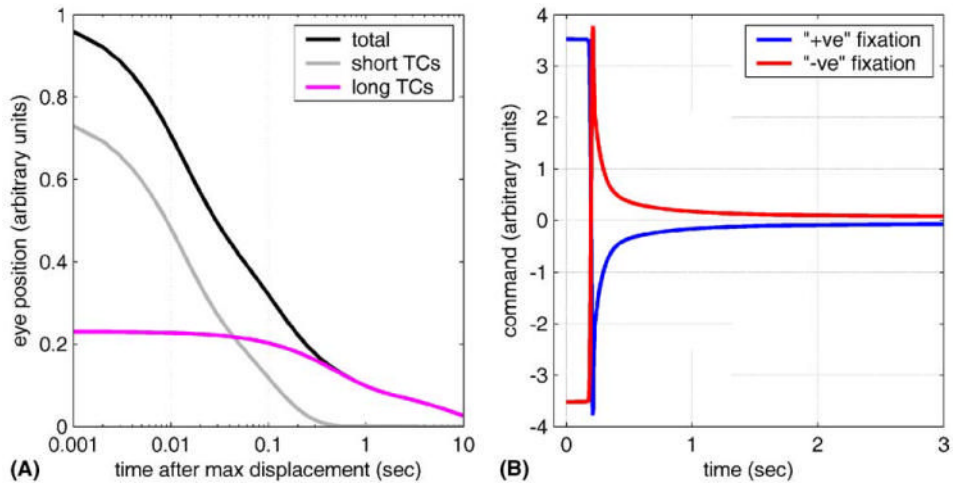 1
0.8
0.6
0.4
0.2
0
eye position (arbitrary units)
total
short TCs
long TCs
0.001
0.01
0.1
1
10
(A)
time after max displacement (sec)
4
3
2
1
0
-1
-2
-3
-4
command (arbitrary units)
"+ve" fixation
"-ve" fixation
0
1
2
3
(B)
time (sec)